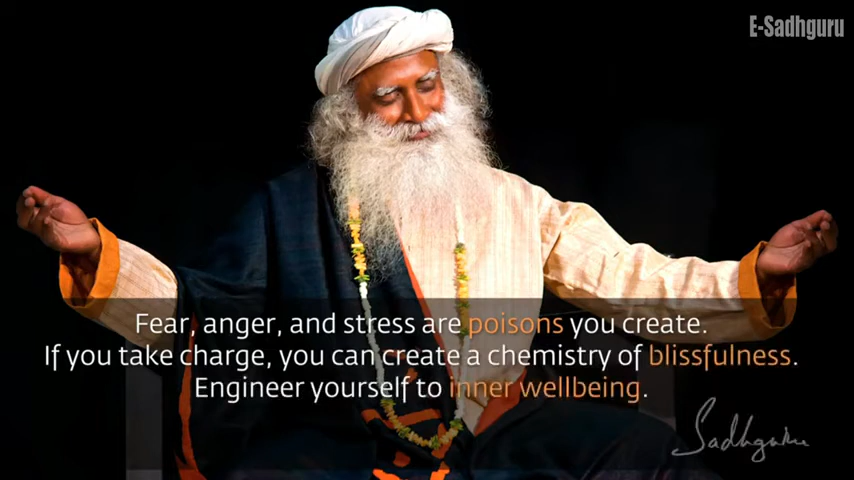 E-Sadhguru
Fear, anger, and stress are poisons you create.
If you take charge, you can create a chemistry of blissfulness.
Engineer yourself to inner wellbeing.
Sadhguru